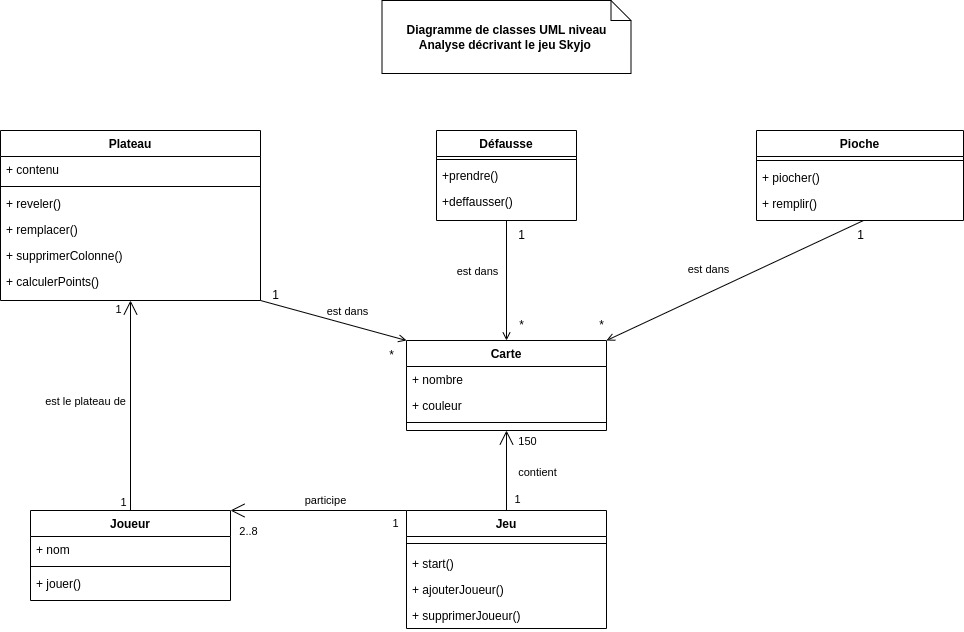 Diagramme de classes UML niveau
Analyse décrivant le jeu Skyjo
Plateau
+ contenu
+ reveler()
+ remplacer()
+ supprimerColonne()
+ calculerPoints()
Défausse
+prendre()
+deffausser()
Pioche
+ piocher()
+ remplir()
1
est dans
*
1
est dans
*
1
est dans
*
Carte
+ nombre
+ couleur
1
est le plateau de
1
150
contient
1
Joueur
+ nom
+ jouer()
participe
2..8
1
Jeu
+ start()
+ ajouterJoueur()
+ supprimerJoueur()